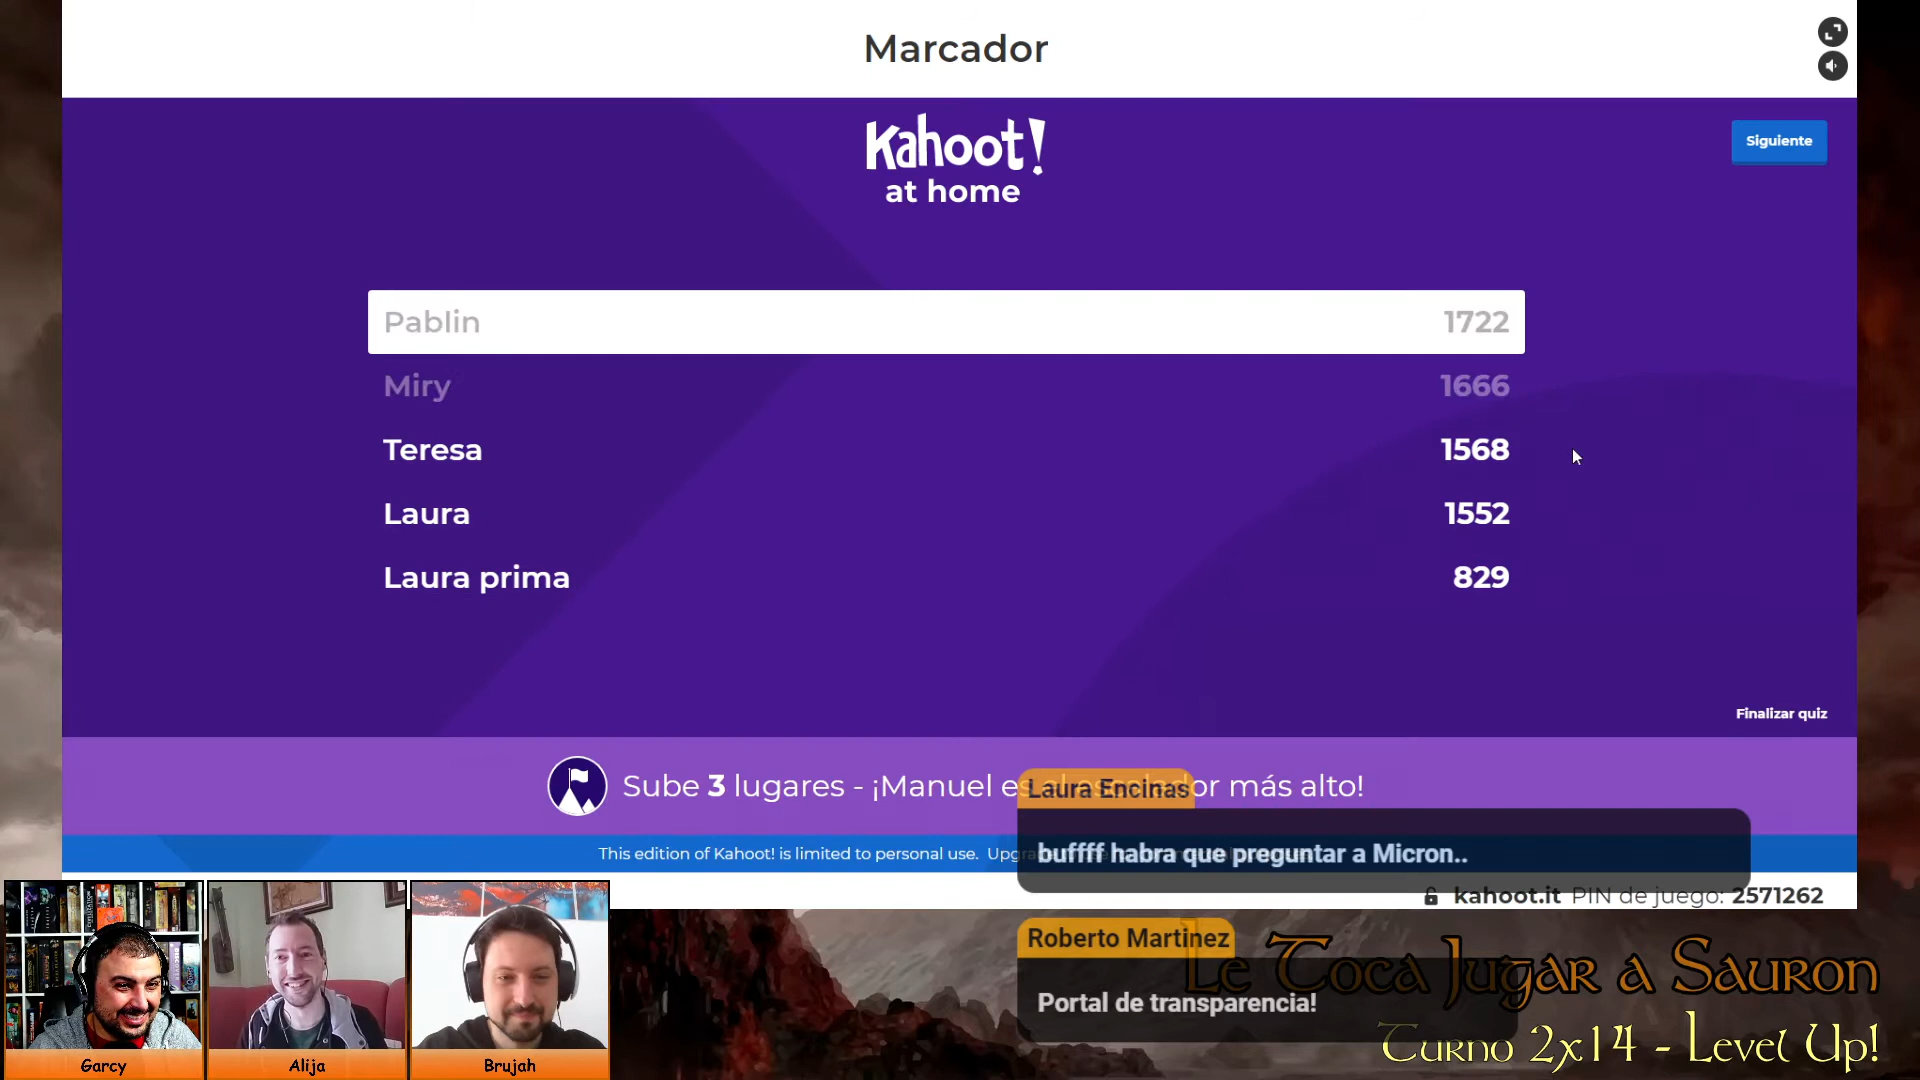 Marcador
Kahoot!
at home
Siguiente
Pablin 1722
Miry 1666
Teresa 1568
Laura 1552
Laura prima 829
Finalizar quiz
Sube 3 lugares - ¡Manuel es el escalador más alto!
Laura Encinas
This edition of Kahoot! is limited to personal use.
buffff habra que preguntar a Micron..
kahoot.it PIN de juego: 2571262
Roberto Martinez
Portal de transparencia!
Le Toca Jugar a Sauron
Turno 2x14 - Level Up!
Garcy
Alija
Brujah